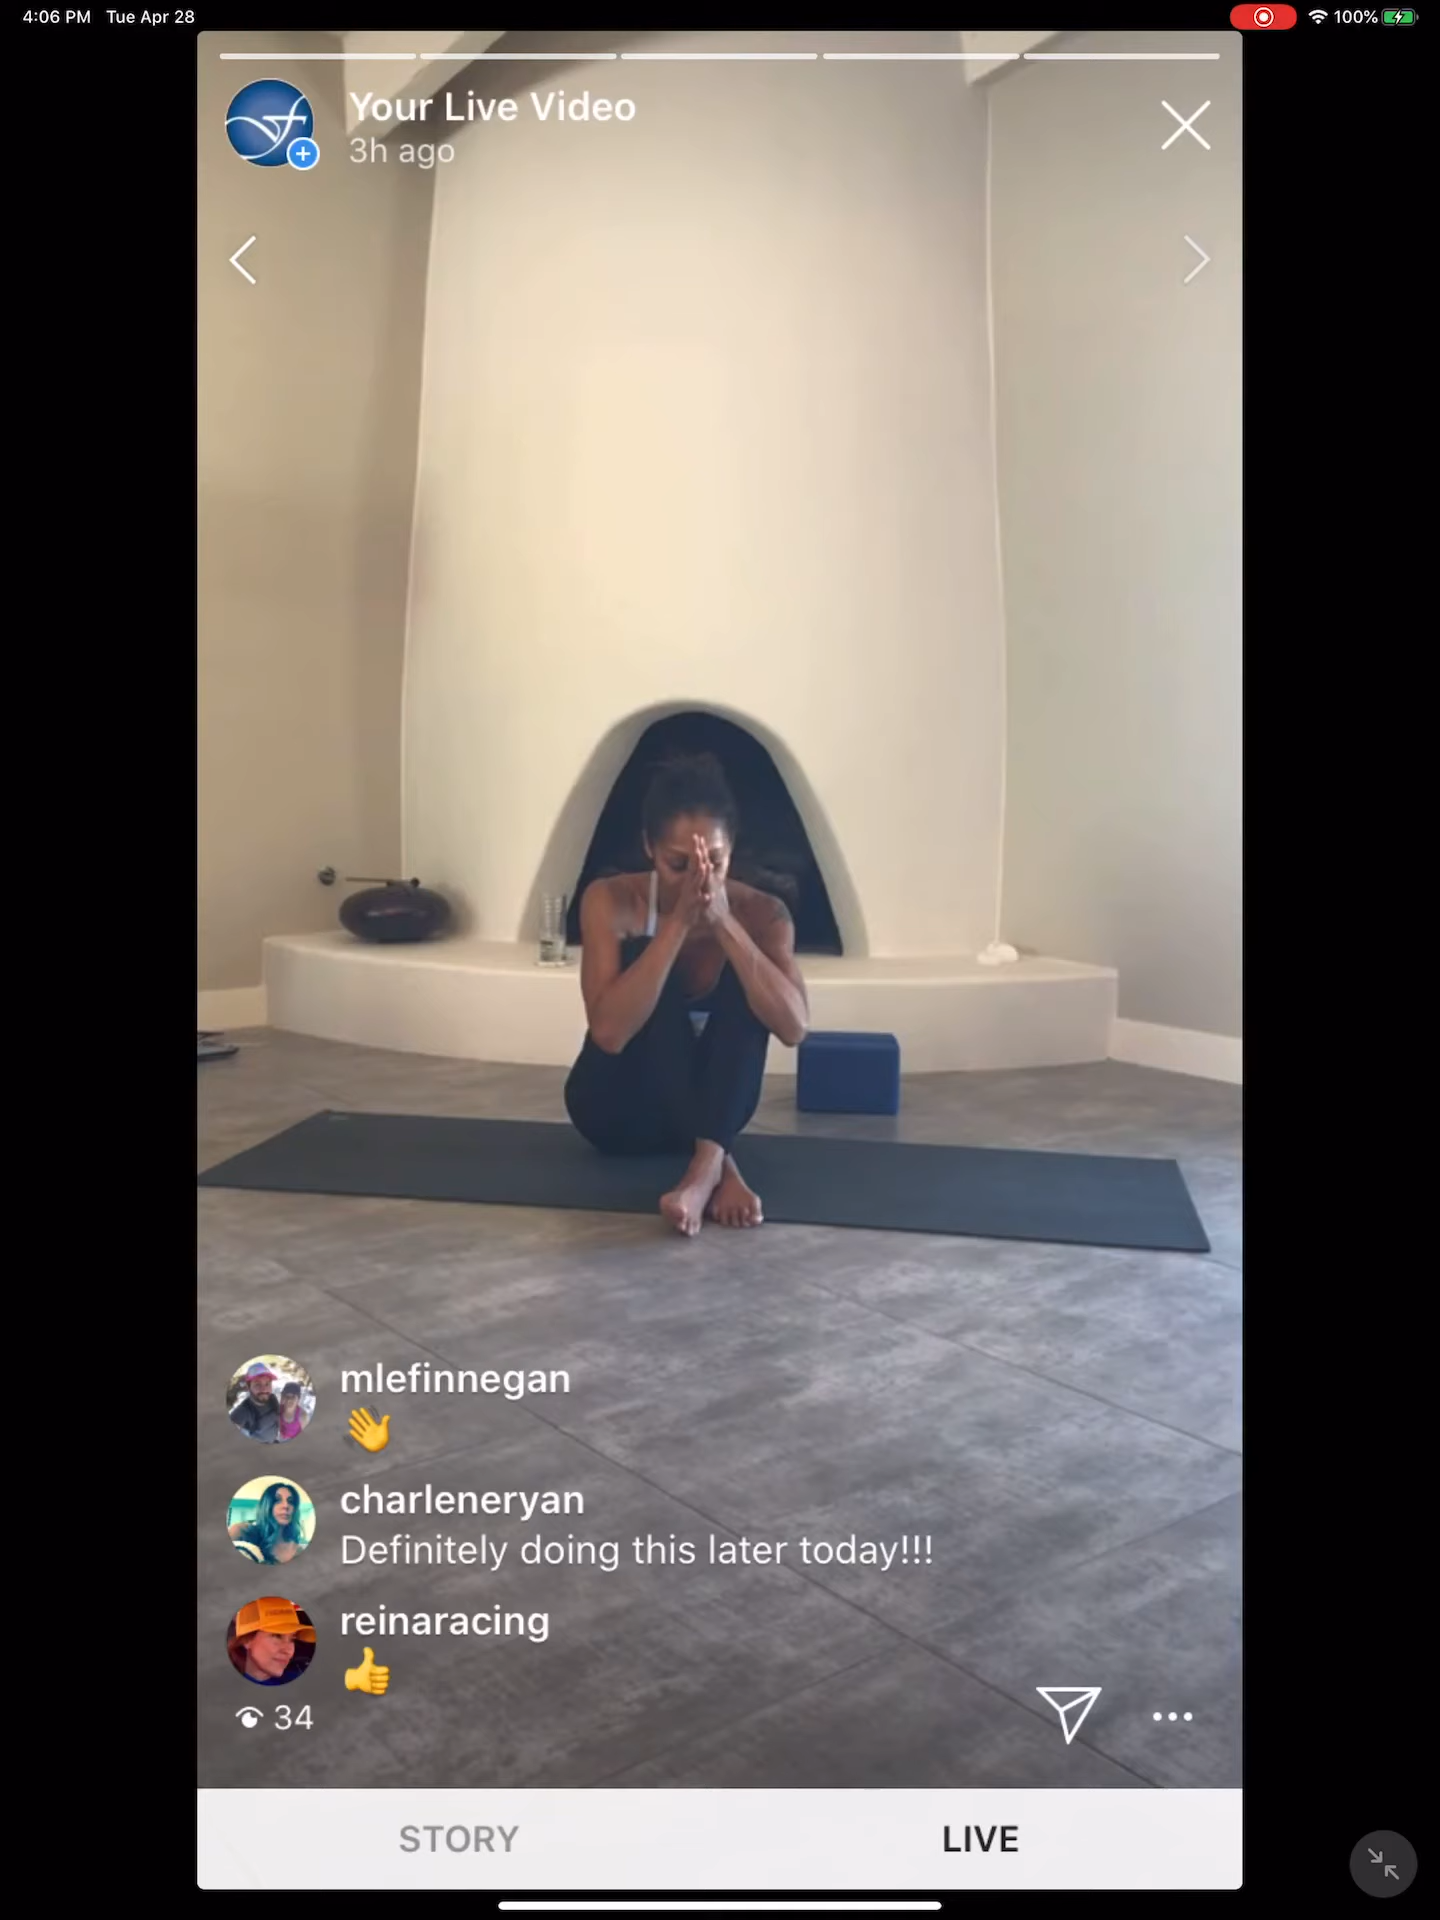 4:06 PM Tue Apr 28
100%
Your Live Video
3h ago
mlefinnegan
👋
charleneryan
Definitely doing this later today!!!
reinaracing
👍
34
STORY LIVE